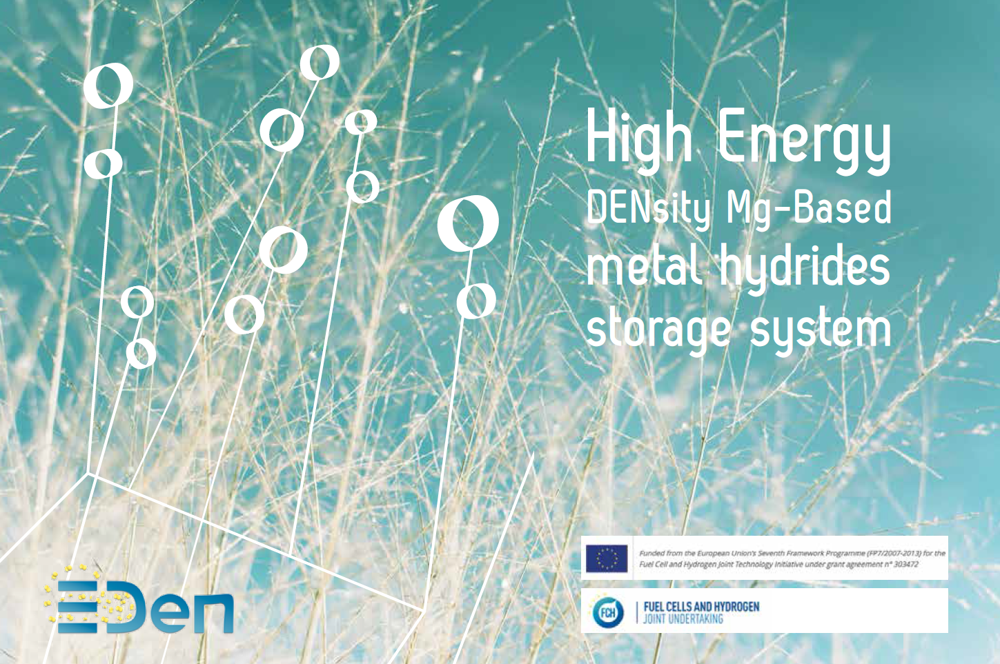 High Energy
DENsity Mg-Based
metal hydrides
storage system
Funded from the European Union's Seventh Framework Programme (FP7/2007-2013) for the
Fuel Cell and Hydrogen Joint Technology Initiative under grant agreement n° 303472
FCH
FUEL CELLS AND HYDROGEN
JOINT UNDERTAKING
EDen